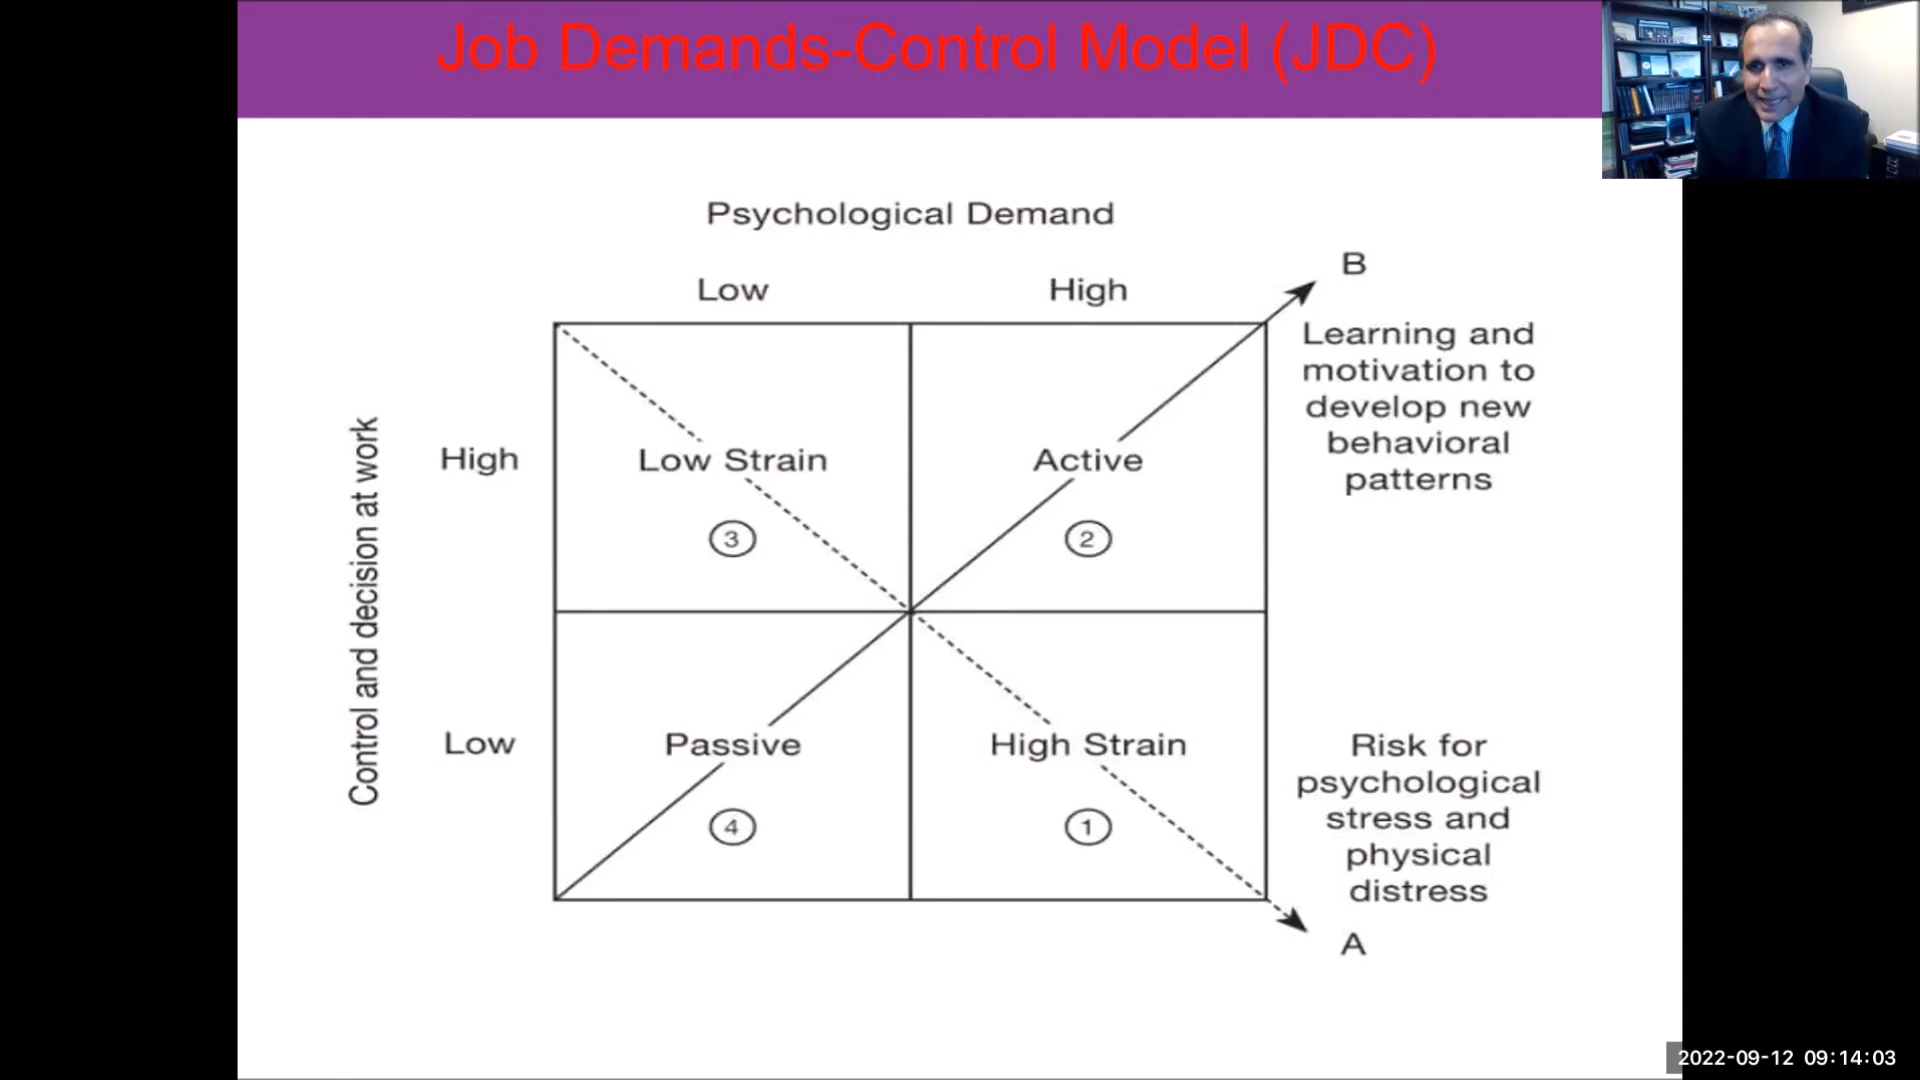 Job Demands-Control Model (JDC)
Psychological Demand
Low
High
B
Learning and
motivation to
develop new
behavioral
patterns
Control and decision at work
High
Low Strain
Active
3
2
Low
Passive
High Strain
4
1
Risk for
psychological
stress and
physical
distress
A
2022-09-12 09:14:03